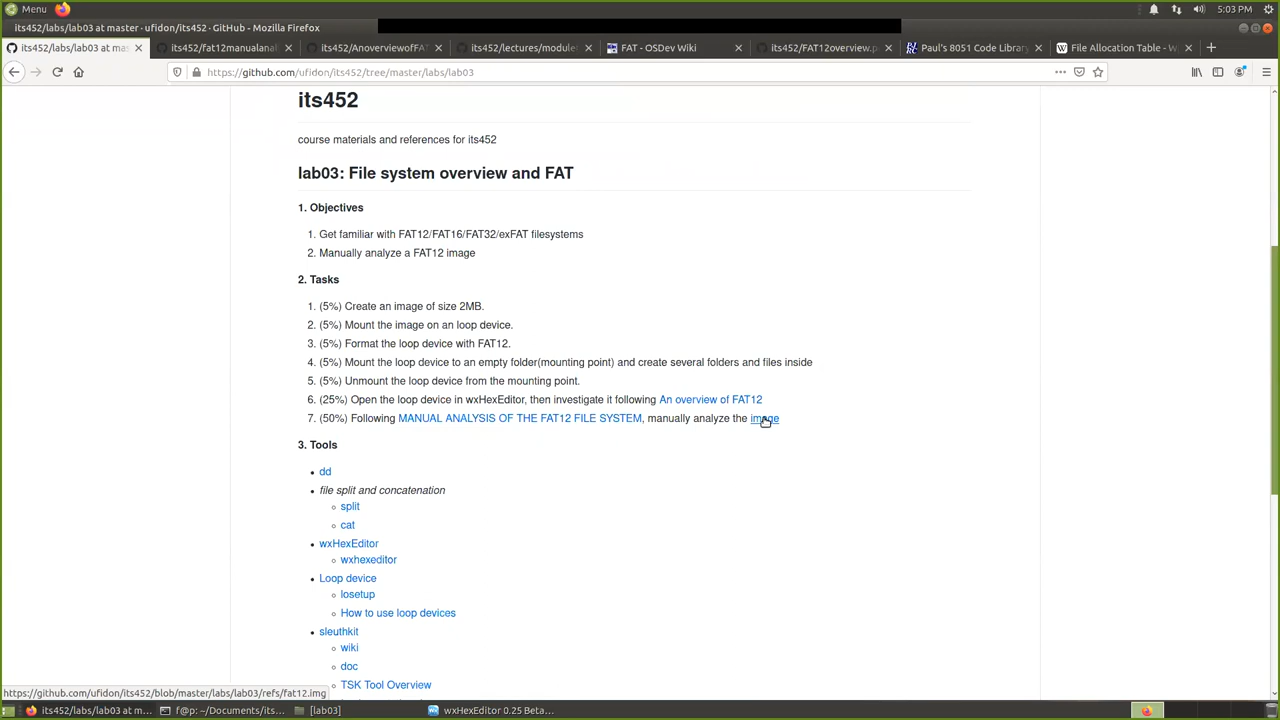 Menu
5:03 PM
its452/labs/lab03 at master · ufidon/its452 · GitHub - Mozilla Firefox
its452/labs/lab03 at mas
its452/fat12manualanal
its452/AnoverviewofFAT
its452/lectures/module
FAT - OSDev Wiki
its452/FAT12overview.p
Paul's 8051 Code Library
File Allocation Table - W
https://github.com/ufidon/its452/tree/master/labs/lab03
its452
course materials and references for its452
lab03: File system overview and FAT
1. Objectives
1. Get familiar with FAT12/FAT16/FAT32/exFAT filesystems
2. Manually analyze a FAT12 image
2. Tasks
1. (5%) Create an image of size 2MB.
2. (5%) Mount the image on an loop device.
3. (5%) Format the loop device with FAT12.
4. (5%) Mount the loop device to an empty folder(mounting point) and create several folders and files inside
5. (5%) Unmount the loop device from the mounting point.
6. (25%) Open the loop device in wxHexEditor, then investigate it following An overview of FAT12
7. (50%) Following MANUAL ANALYSIS OF THE FAT12 FILE SYSTEM, manually analyze the image
3. Tools
dd
file split and concatenation
split
cat
wxHexEditor
wxhexeditor
Loop device
losetup
How to use loop devices
sleuthkit
wiki
doc
TSK Tool Overview
https://github.com/ufidon/its452/blob/master/labs/lab03/refs/fat12.img
its452/labs/lab03 at m...
f@p: ~/Documents/its...
[lab03]
wxHexEditor 0.25 Beta...